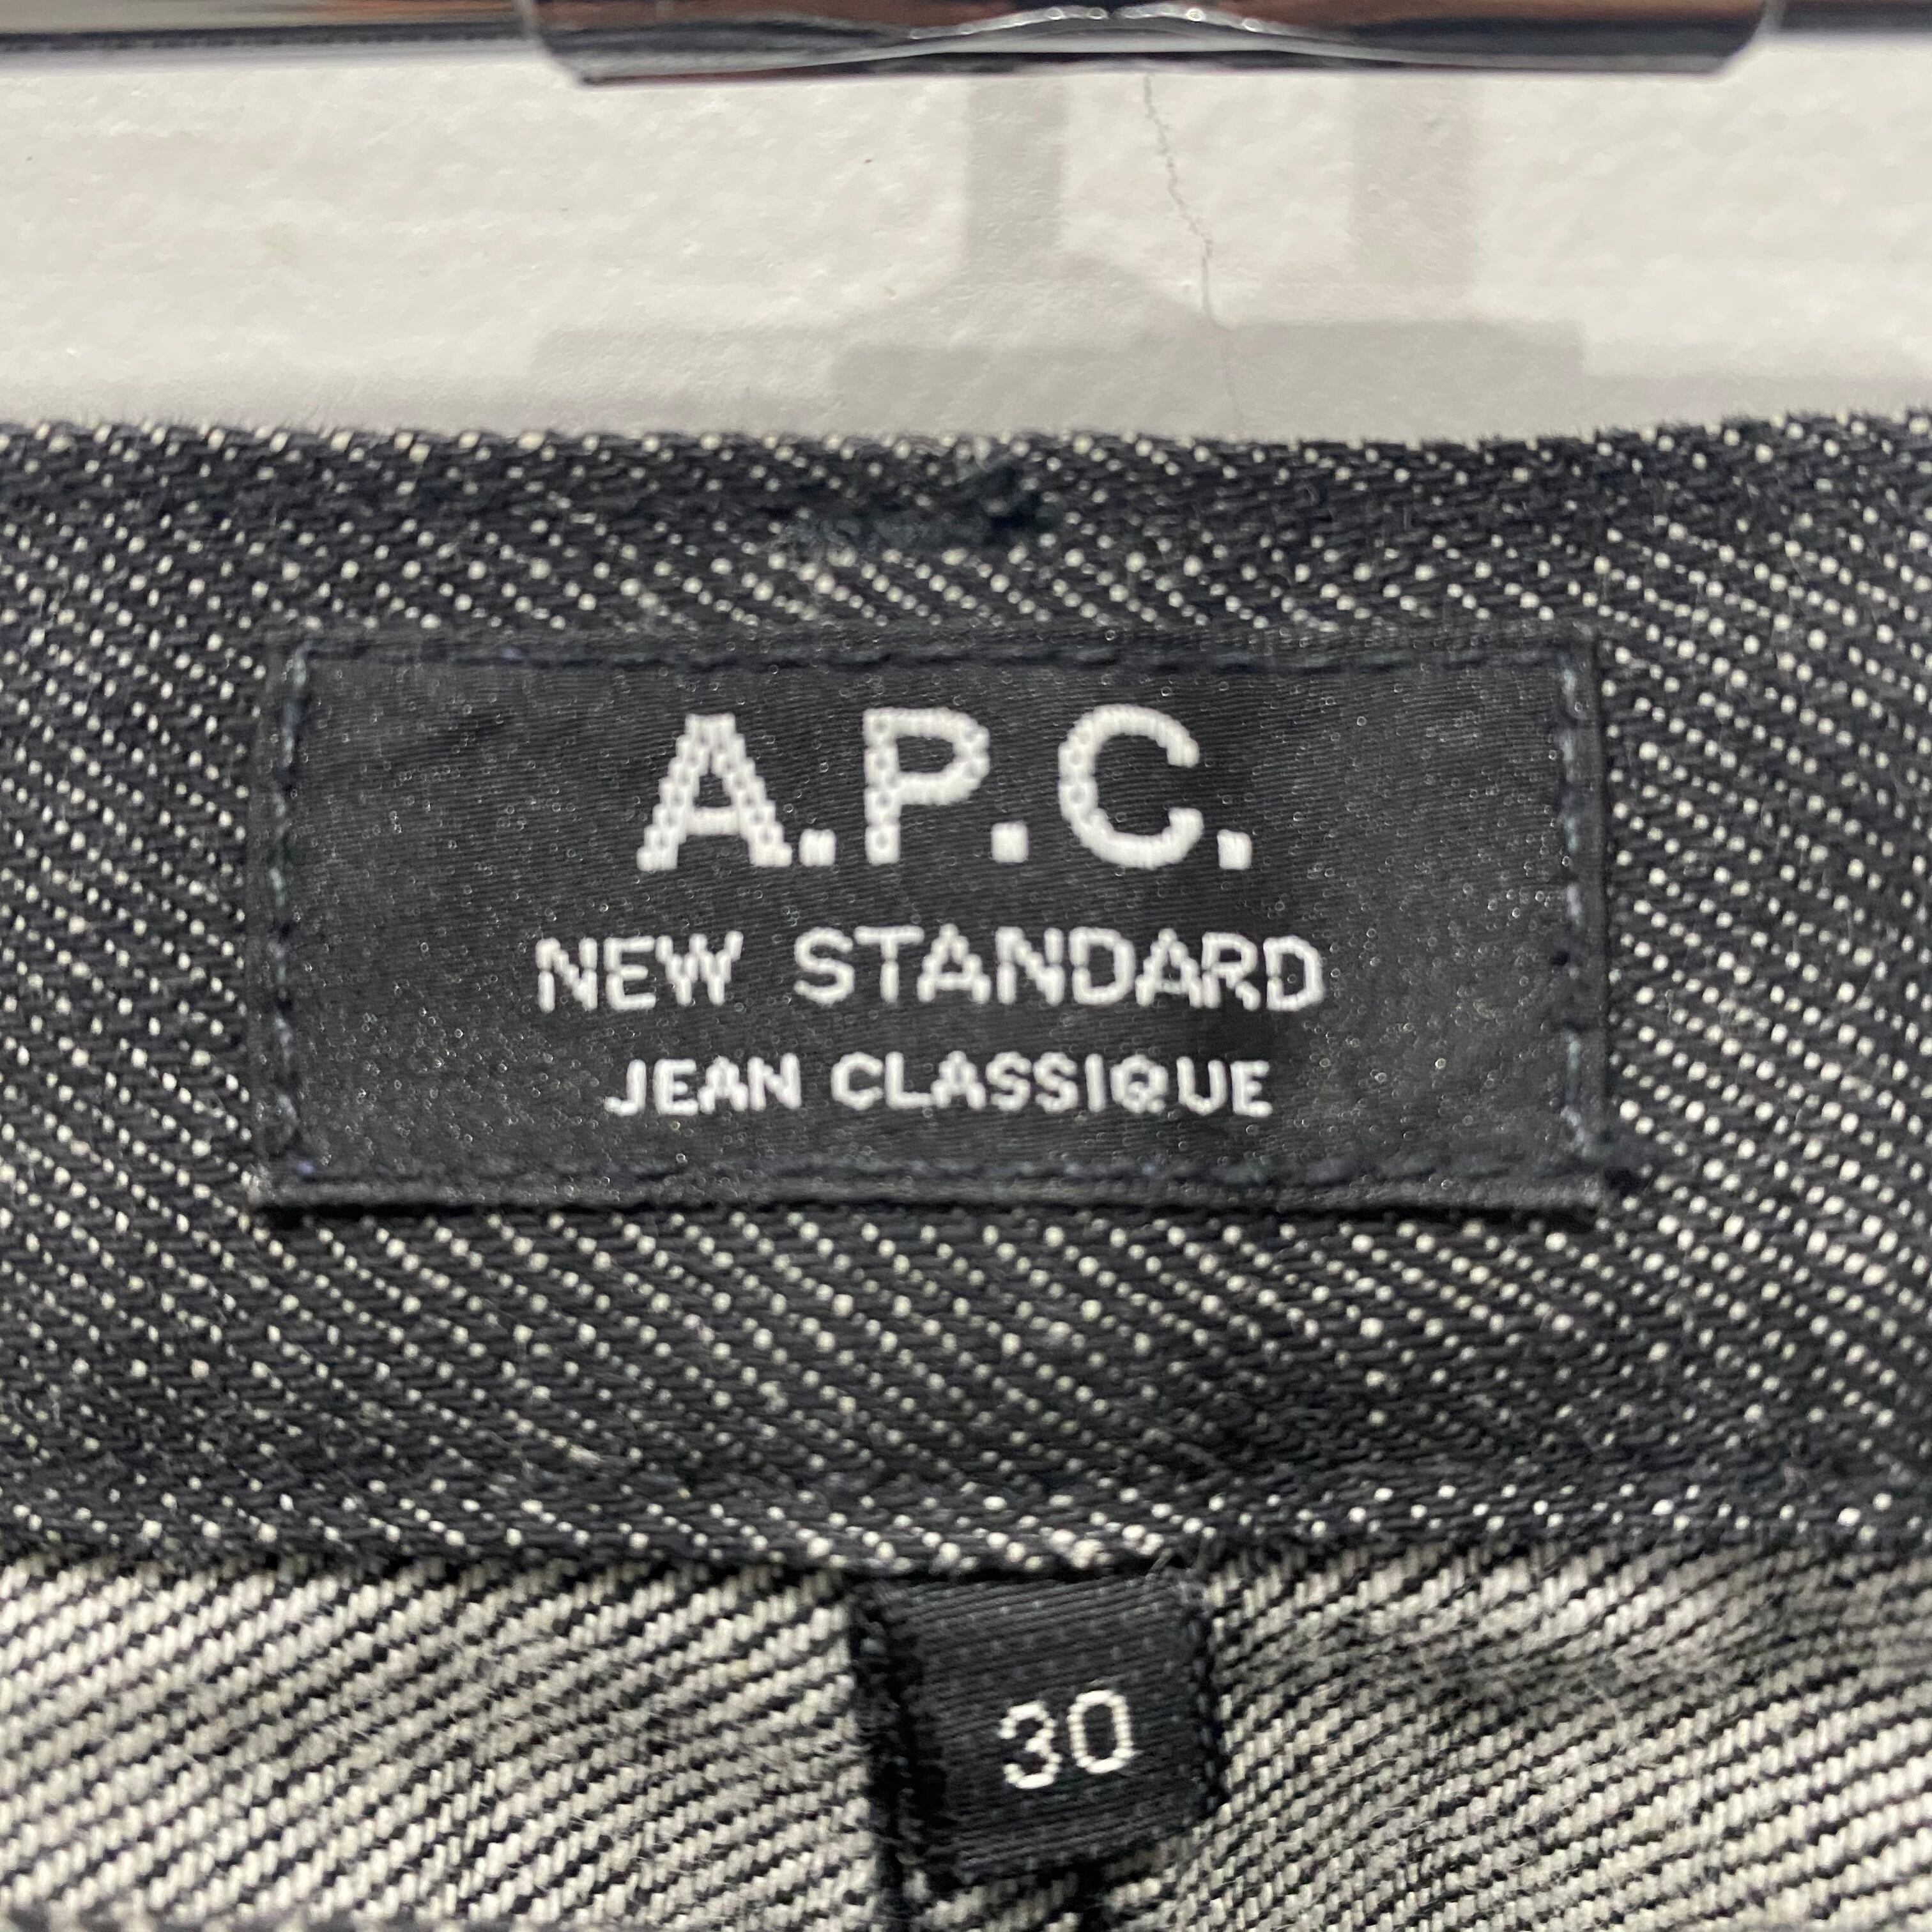 A.P.C.
NEW STANDARD
JEAN CLASSIQUE
30